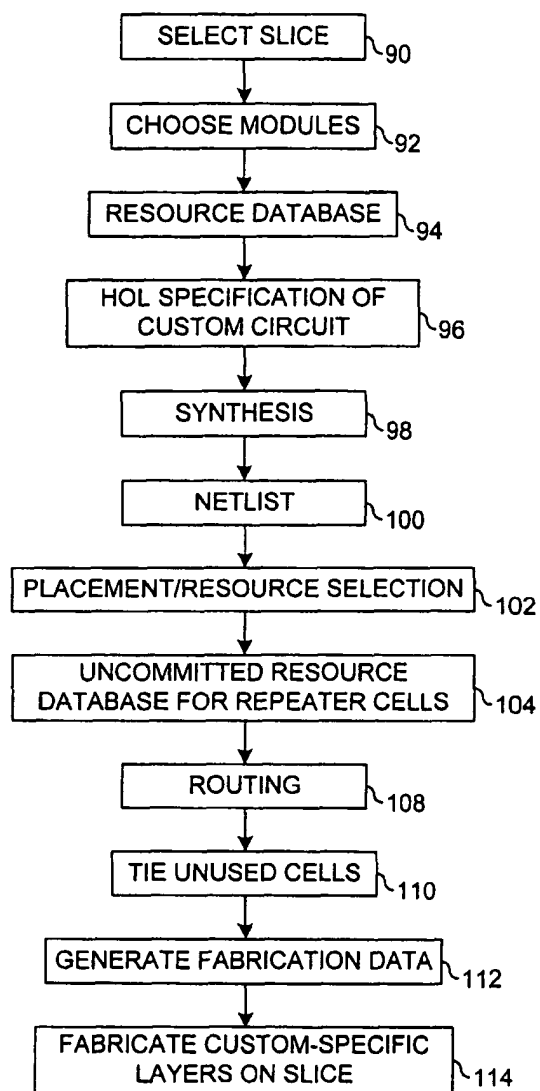 SELECT SLICE
90
CHOOSE MODULES
92
RESOURCE DATABASE
94
HOL SPECIFICATION OF
CUSTOM CIRCUIT
96
SYNTHESIS
98
NETLIST
100
PLACEMENT/RESOURCE SELECTION
102
UNCOMMITTED RESOURCE
DATABASE FOR REPEATER CELLS
104
ROUTING
108
TIE UNUSED CELLS
110
GENERATE FABRICATION DATA
112
FABRICATE CUSTOM-SPECIFIC
LAYERS ON SLICE
114